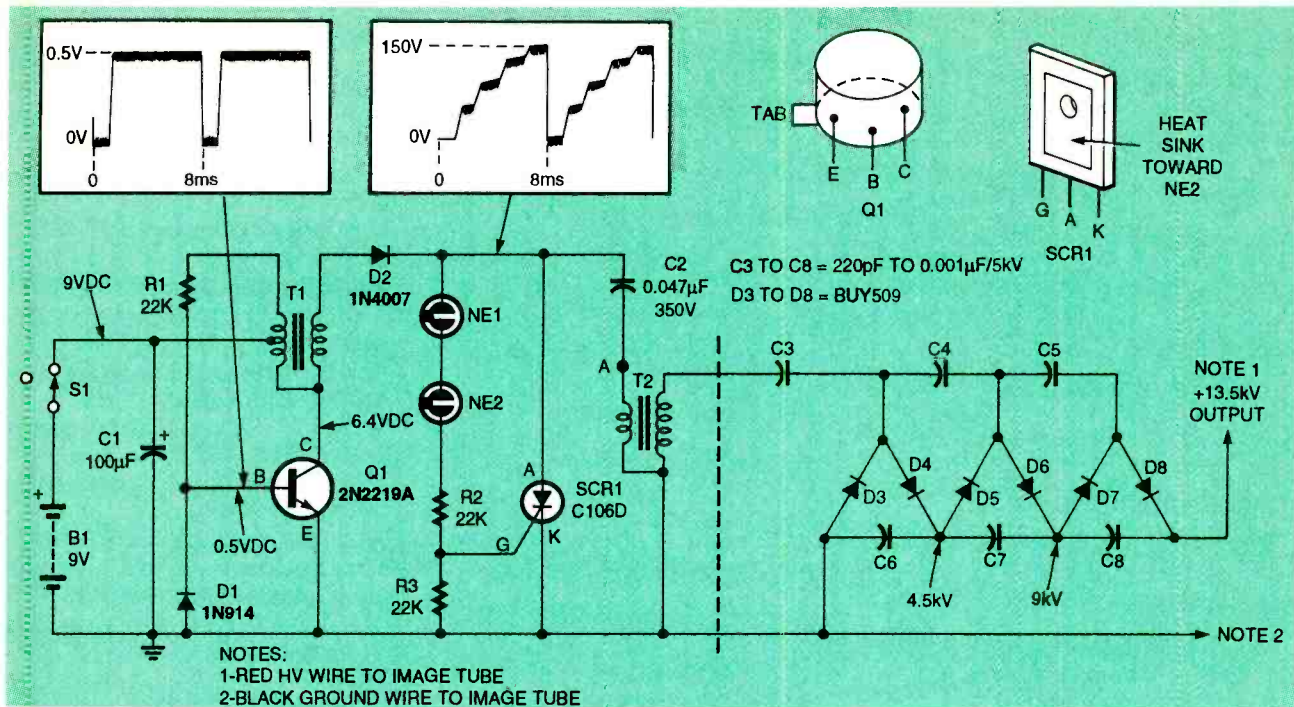 0.5V
0V
0
8ms
150V
0V
0
8ms
TAB
E
B
C
Q1
HEAT
SINK
TOWARD
NE2
G
A
K
SCR1
9VDC
R1
22K
T1
D2
1N4007
NE1
C2
0.047µF
350V
C3 TO C8 = 220pF TO 0.001µF/5kV
D3 TO D8 = BUY509
S1
C1
100µF
+
NE2
6.4VDC
A
T2
C3
C4
C5
NOTE 1
+13.5kV
OUTPUT
B
C
Q1
2N2219A
E
R2
22K
A
SCR1
C106D
G
K
D3
D4
D5
D6
D7
D8
+
B1
9V
0.5VDC
D1
1N914
R3
22K
C6
C7
C8
4.5kV
9kV
NOTE 2
NOTES:
1-RED HV WIRE TO IMAGE TUBE
2-BLACK GROUND WIRE TO IMAGE TUBE